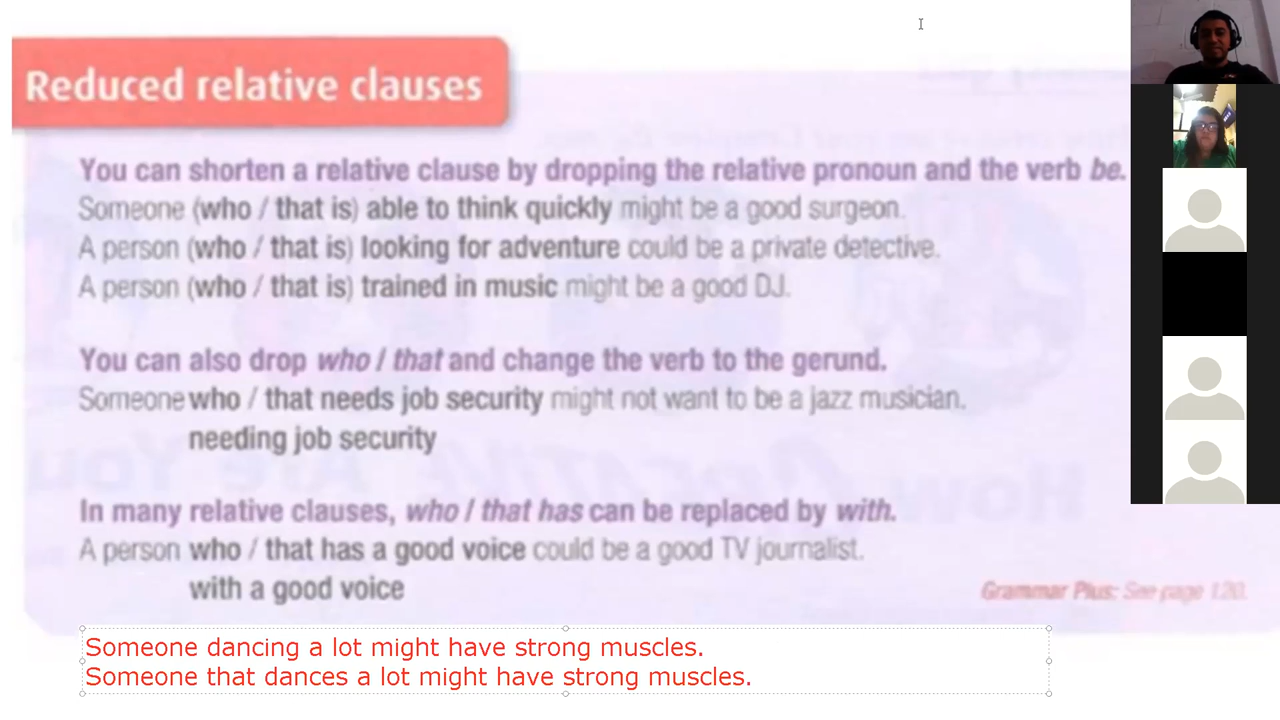 Reduced relative clauses
You can shorten a relative clause by dropping the relative pronoun and the verb be.
Someone (who / that is) able to think quickly might be a good surgeon.
A person (who / that is) looking for adventure could be a private detective.
A person (who / that is) trained in music might be a good DJ.
You can also drop who / that and change the verb to the gerund.
Someone who / that needs job security might not want to be a jazz musician.
needing job security
In many relative clauses, who / that has can be replaced by with.
A person who / that has a good voice could be a good TV journalist.
with a good voice
Grammar Plus: See page 120.
Someone dancing a lot might have strong muscles.
Someone that dances a lot might have strong muscles.